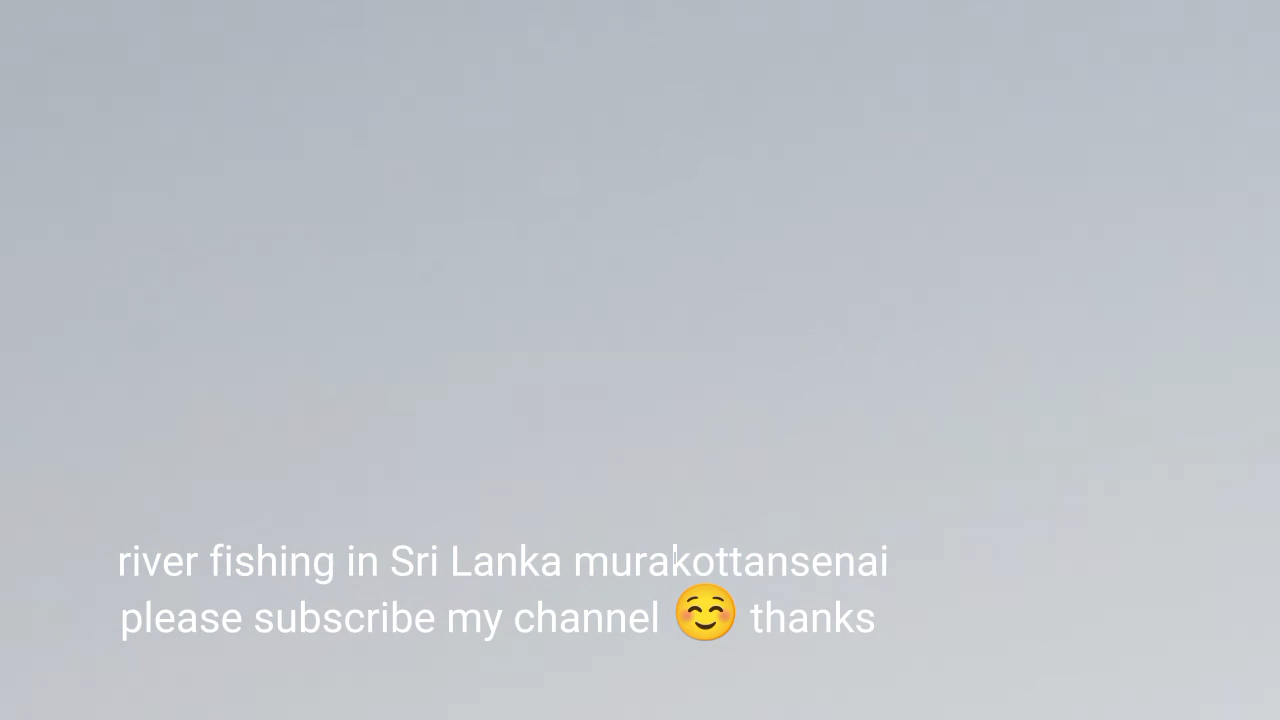 river fishing in Sri Lanka murakottansenai
please subscribe my channel ☺️ thanks